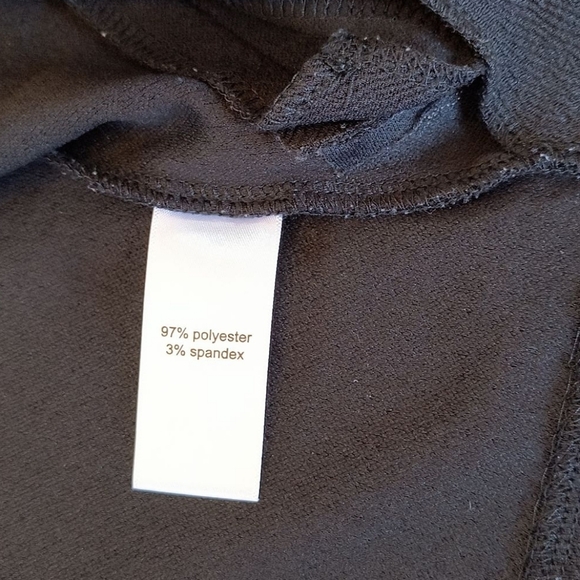 97% polyester
3% spandex